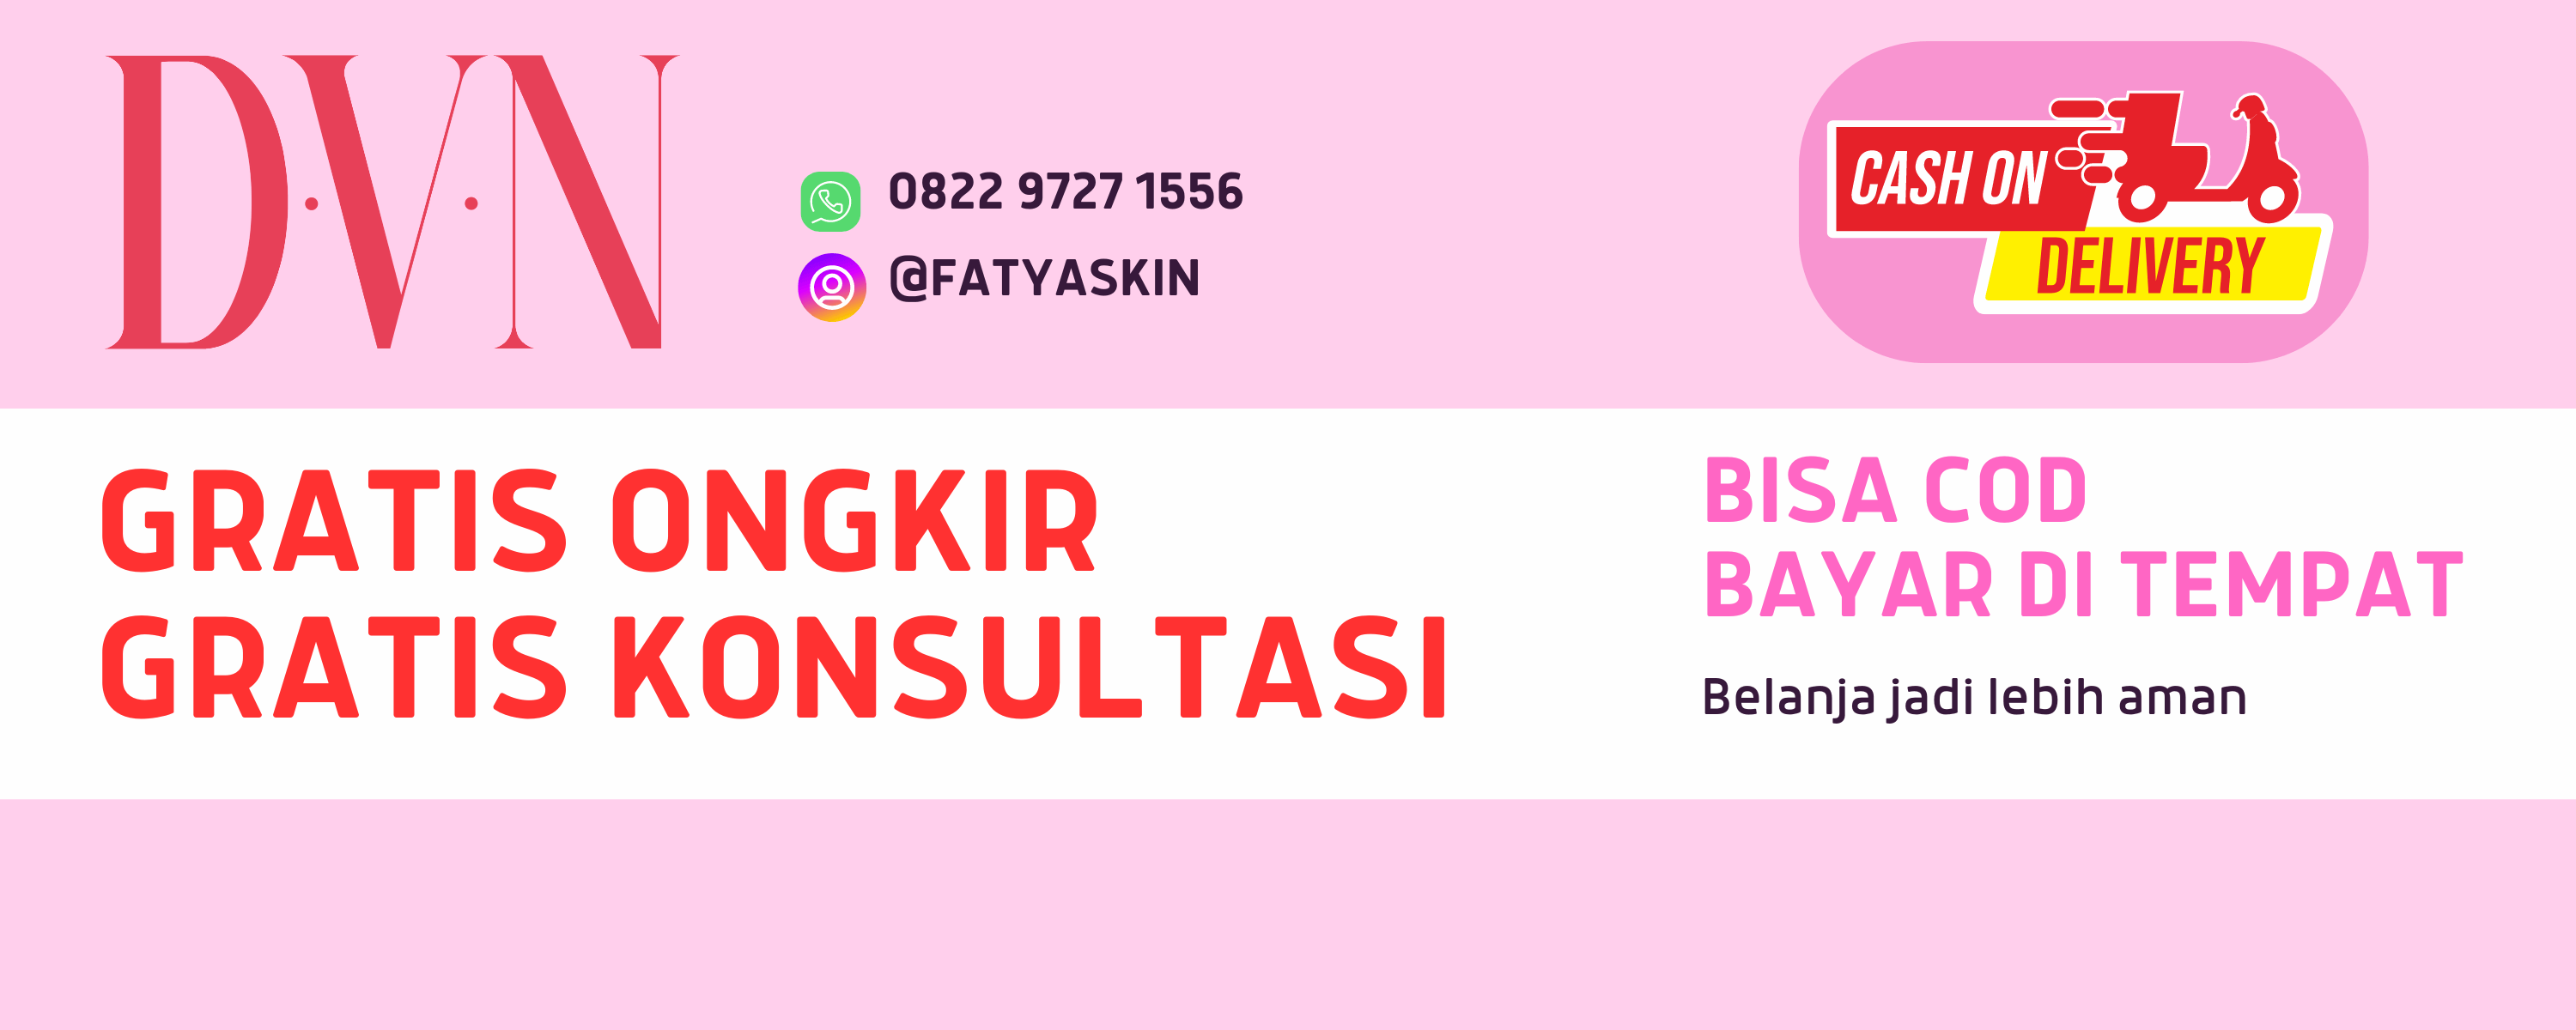 D·V·N
0822 9727 1556
@FATYASKIN
CASH ON
DELIVERY
GRATIS ONGKIR
GRATIS KONSULTASI
BISA COD
BAYAR DI TEMPAT
Belanja jadi lebih aman